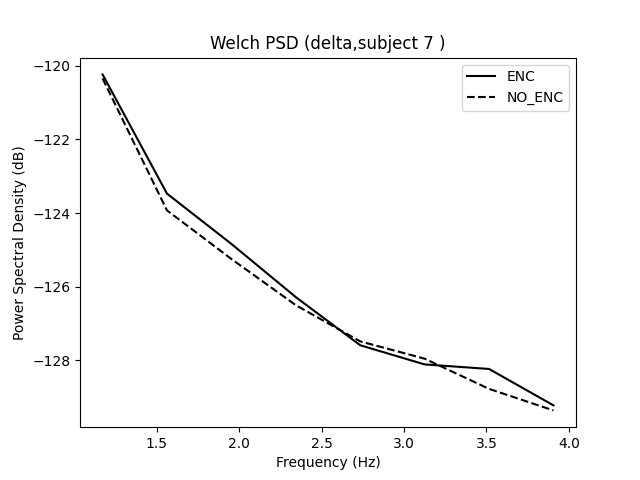 Welch PSD (delta,subject 7 )
ENC
NO_ENC
−120
−122
−124
−126
−128
Power Spectral Density (dB)
1.5 2.0 2.5 3.0 3.5 4.0
Frequency (Hz)